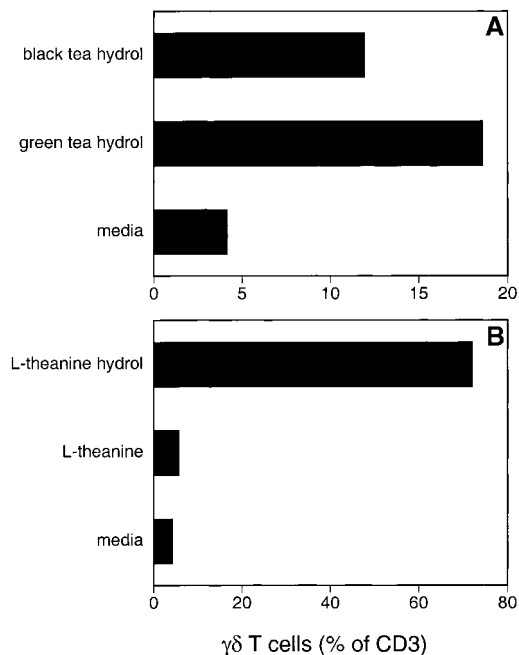 A
black tea hydrol
green tea hydrol
media
0 5 10 15 20
B
L-theanine hydrol
L-theanine
media
0 20 40 60 80
γδ T cells (% of CD3)